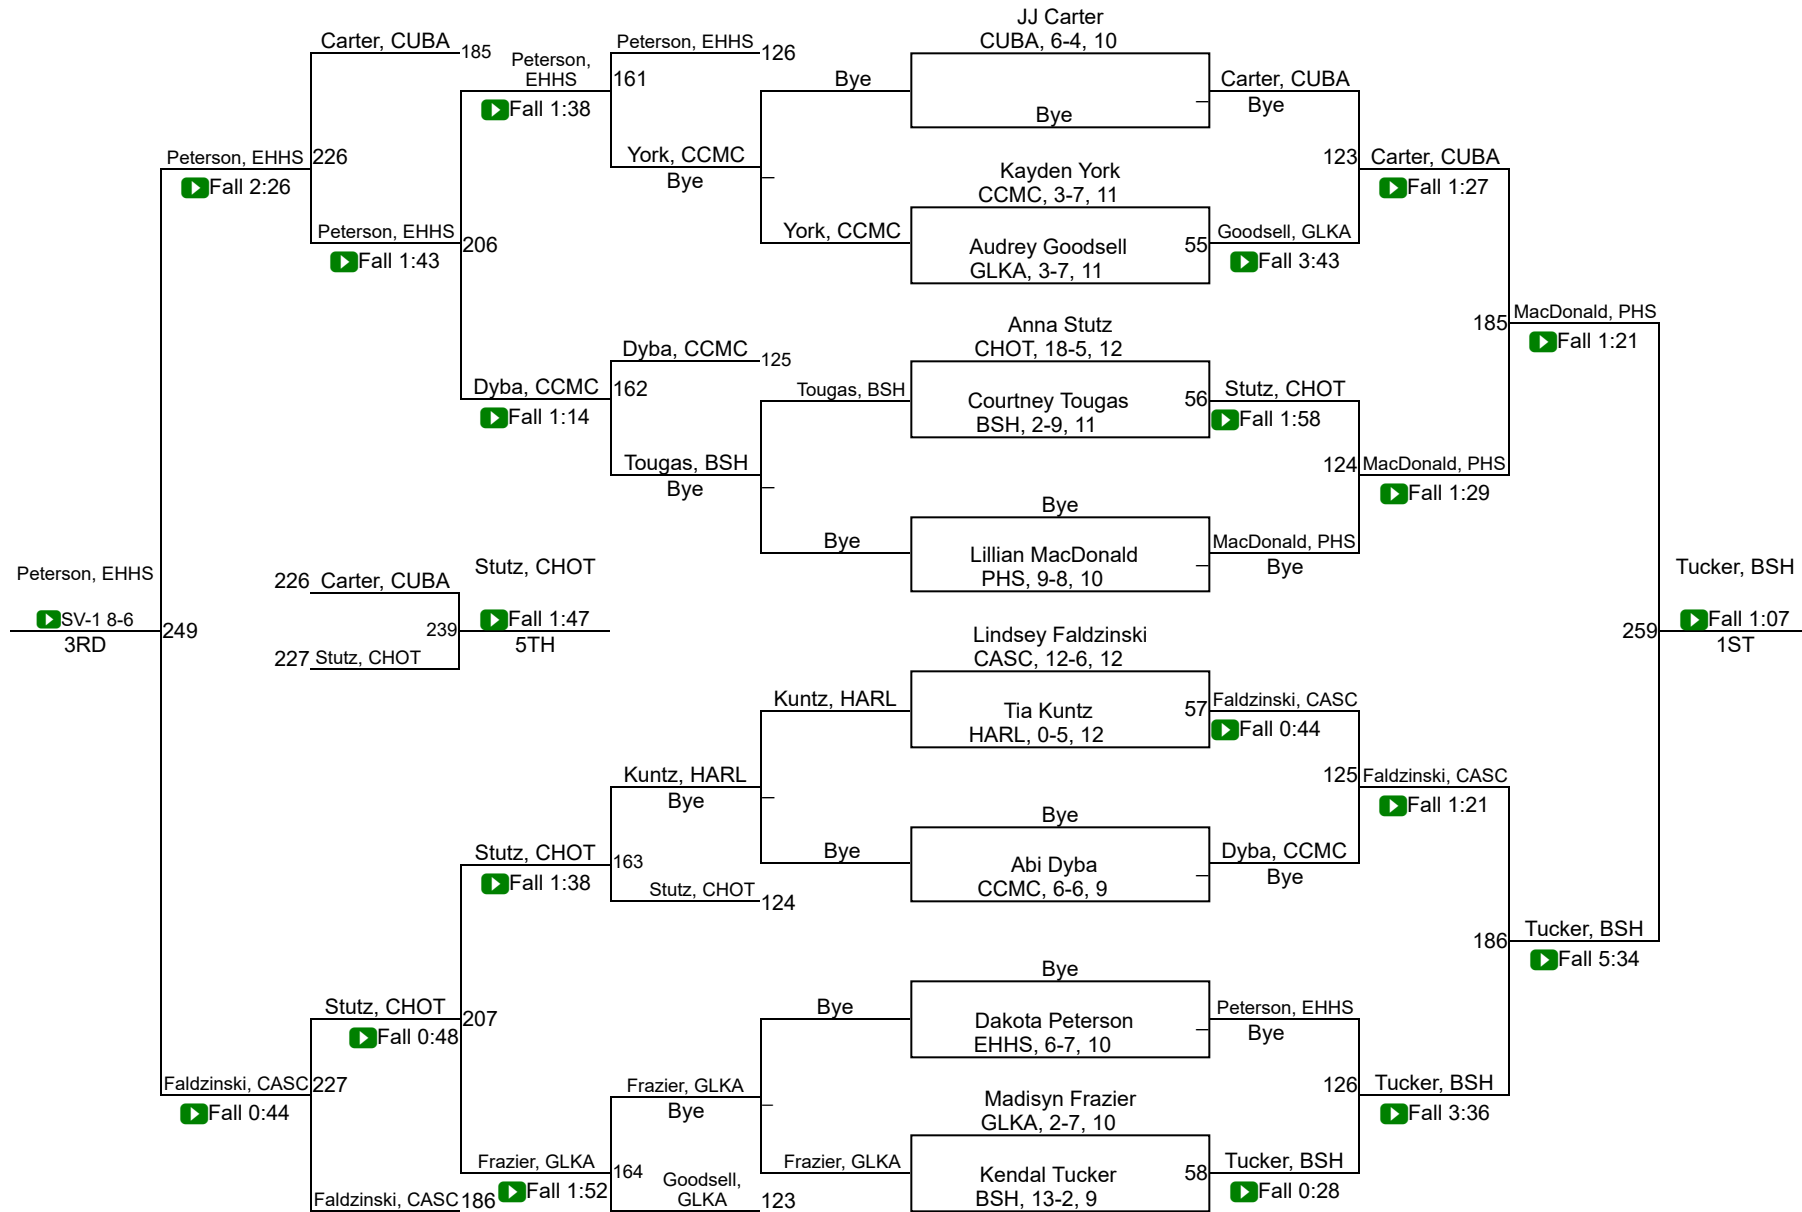 JJ Carter
CUBA, 6-4, 10
Bye
Kayden York
CCMC, 3-7, 11
Audrey Goodsell
GLKA, 3-7, 11
55
Anna Stutz
CHOT, 18-5, 12
Courtney Tougas
BSH, 2-9, 11
56
Bye
Lillian MacDonald
PHS, 9-8, 10
Lindsey Faldzinski
CASC, 12-6, 12
Tia Kuntz
HARL, 0-5, 12
57
Bye
Abi Dyba
CCMC, 6-6, 9
Bye
Dakota Peterson
EHHS, 6-7, 10
Madisyn Frazier
GLKA, 2-7, 10
Kendal Tucker
BSH, 13-2, 9
58
Carter, CUBA
Bye
Goodsell, GLKA
Fall 3:43
123
Stutz, CHOT
Fall 1:58
MacDonald, PHS
Bye
124
Faldzinski, CASC
Fall 0:44
Dyba, CCMC
Bye
125
Peterson, EHHS
Bye
Tucker, BSH
Fall 0:28
126
Carter, CUBA
Fall 1:27
MacDonald, PHS
Fall 1:29
185
Faldzinski, CASC
Fall 1:21
Tucker, BSH
Fall 3:36
186
MacDonald, PHS
Fall 1:21
Tucker, BSH
Fall 5:34
259
Tucker, BSH
Fall 1:07
1ST
Bye
York, CCMC
Tougas, BSH
Bye
Kuntz, HARL
Bye
Bye
Frazier, GLKA
Peterson, EHHS
126
York, CCMC
Bye
161
Dyba, CCMC
125
Tougas, BSH
Bye
162
Kuntz, HARL
Bye
Stutz, CHOT
124
163
Frazier, GLKA
Bye
Goodsell,
GLKA
123
164
Peterson,
EHHS
Fall 1:38
Dyba, CCMC
Fall 1:14
206
Stutz, CHOT
Fall 1:38
Frazier, GLKA
Fall 1:52
207
Carter, CUBA
185
Peterson, EHHS
Fall 1:43
226
Stutz, CHOT
Fall 0:48
Faldzinski, CASC
186
227
Peterson, EHHS
Fall 2:26
Faldzinski, CASC
Fall 0:44
249
Peterson, EHHS
SV-1 8-6
3RD
226
Carter, CUBA
227
Stutz, CHOT
239
Stutz, CHOT
Fall 1:47
5TH